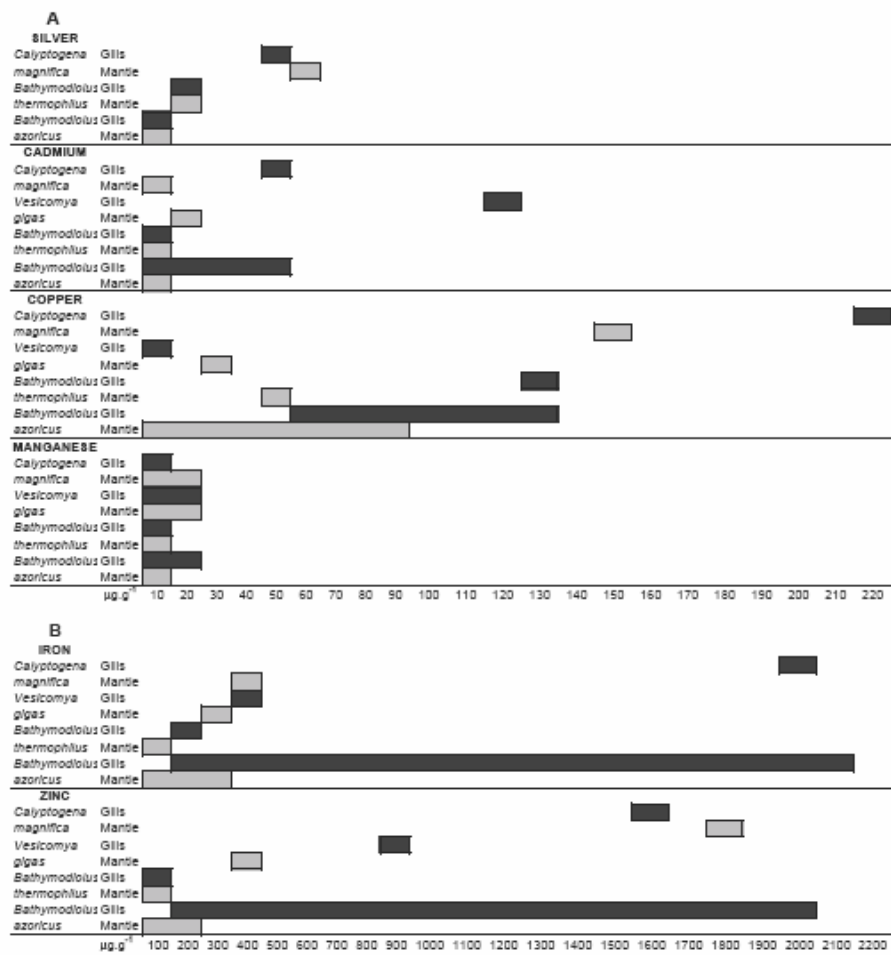 A
SILVER
Calyptogena Gills
magnifica Mantle
Bathymodiolus Gills
thermophilus Mantle
Bathymodiolus Gills
azoricus Mantle
CADMIUM
Calyptogena Gills
magnifica Mantle
Vesicomya Gills
gigas Mantle
Bathymodiolus Gills
thermophilus Mantle
Bathymodiolus Gills
azoricus Mantle
COPPER
Calyptogena Gills
magnifica Mantle
Vesicomya Gills
gigas Mantle
Bathymodiolus Gills
thermophilus Mantle
Bathymodiolus Gills
azoricus Mantle
MANGANESE
Calyptogena Gills
magnifica Mantle
Vesicomya Gills
gigas Mantle
Bathymodiolus Gills
thermophilus Mantle
Bathymodiolus Gills
azoricus Mantle
µg.g⁻¹ 10 20 30 40 50 60 70 80 90 100 110 120 130 140 150 160 170 180 190 200 220
B
IRON
Calyptogena Gills
magnifica Mantle
Vesicomya Gills
gigas Mantle
Bathymodiolus Gills
thermophilus Mantle
Bathymodiolus Gills
azoricus Mantle
ZINC
Calyptogena Gills
magnifica Mantle
Vesicomya Gills
gigas Mantle
Bathymodiolus Gills
thermophilus Mantle
Bathymodiolus Gills
azoricus Mantle
µg.g⁻¹ 100 200 300 400 500 600 700 800 900 1000 1100 1200 1300 1400 1500 1600 1700 1800 1900 2000 2200